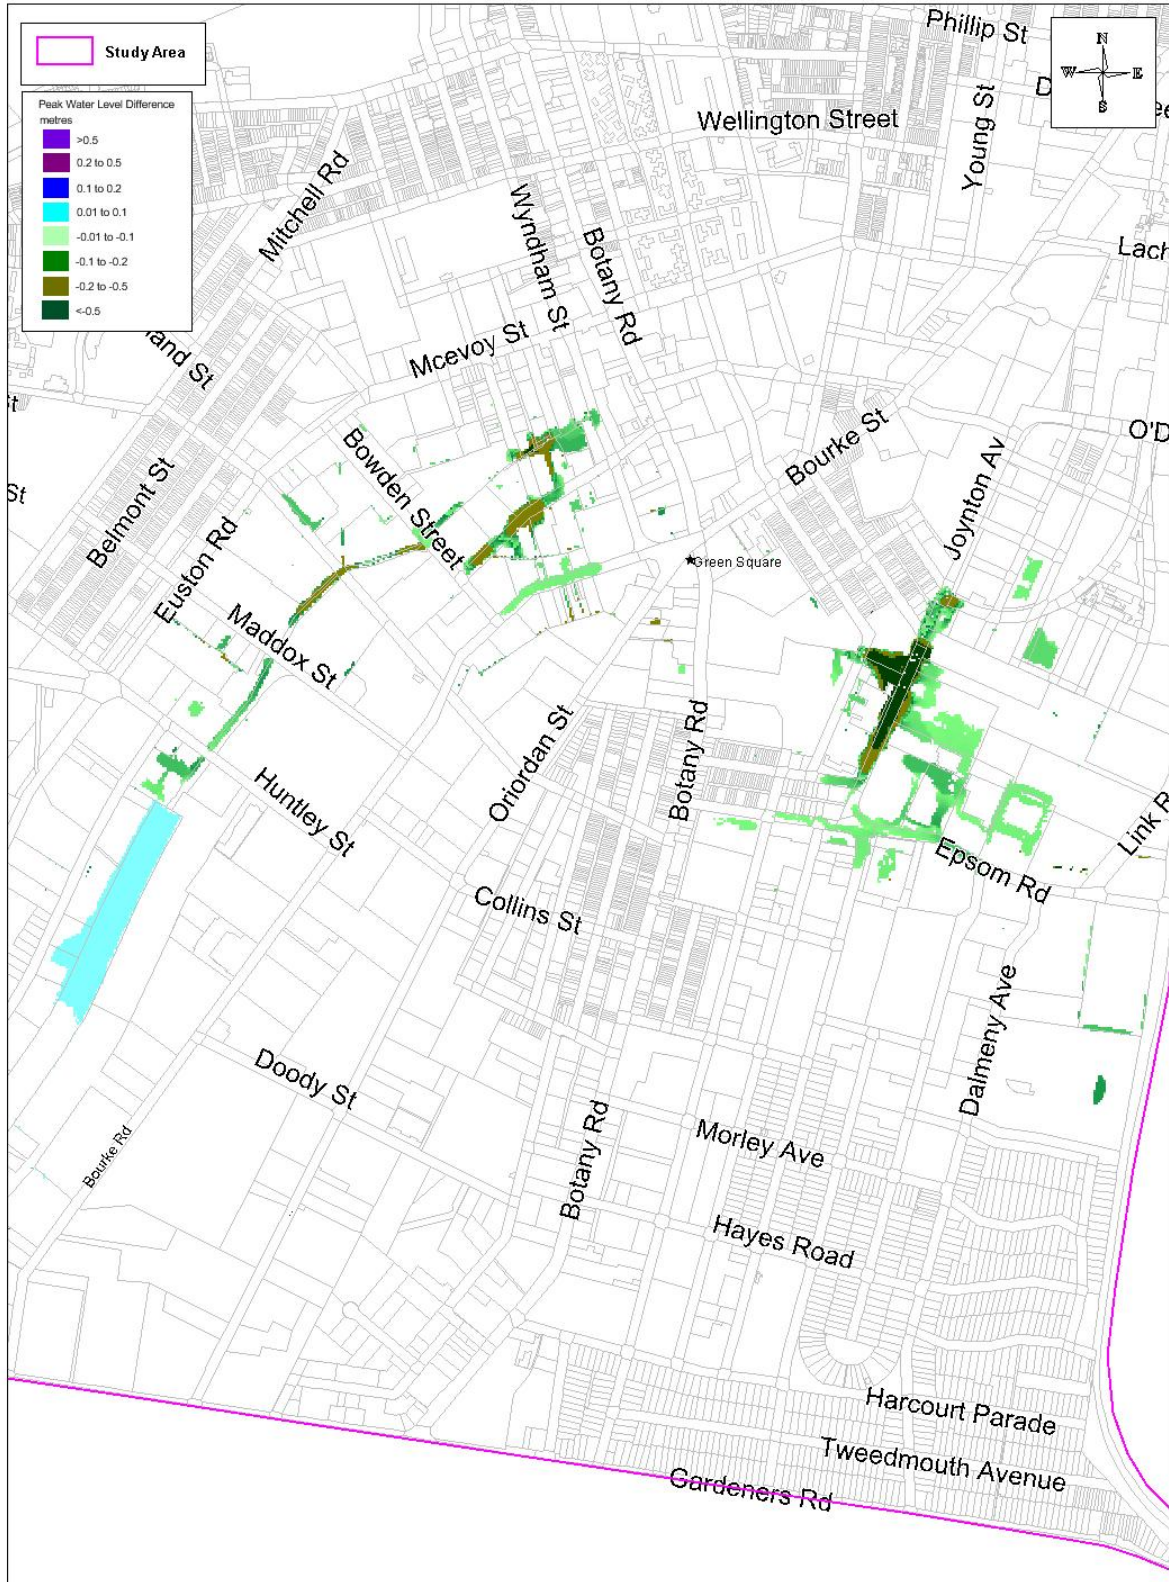 Study Area
Peak Water Level Difference
metres
>0.5
0.2 to 0.5
0.1 to 0.2
0.01 to 0.1
-0.01 to -0.1
-0.1 to -0.2
-0.2 to -0.5
<-0.5
N
W
E
S
Phillip St
Wellington Street
Young St
Mitchell Rd
Wyndham St
Botany Rd
Lach
Mcevoy St
land St
Bourke St
O'D
Joynton Av
St
Belmont St
Bowden Street
Euston Rd
Green Square
Maddox St
Oriordan St
Botany Rd
Huntley St
Link R
Epsom Rd
Collins St
Dalmeny Ave
Doody St
Morley Ave
Bourke Rd
Botany Rd
Hayes Road
Harcourt Parade
Tweedmouth Avenue
Gardeners Rd